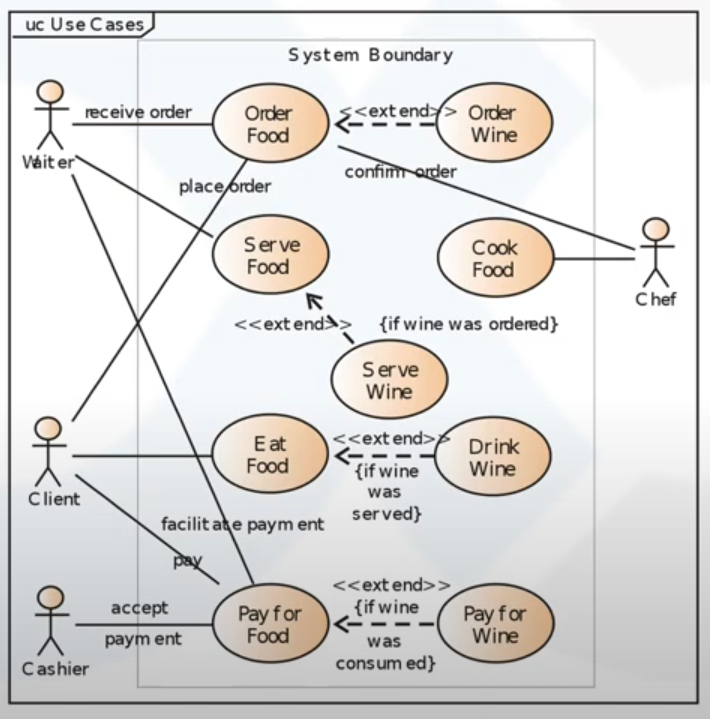 uc Use Cases
System Boundary
receive order
Order
Food
<<extend>>
Order
Wine
Waiter
confirm order
place order
Serve
Food
Cook
Food
Chef
<<extend>>
{if wine was ordered}
Serve
Wine
Eat
Food
<<extend>>
{if wine
was
served}
Drink
Wine
Client
facilitate payment
pay
accept
payment
Cashier
Pay for
Food
<<extend>>
{if wine
was
consumed}
Pay for
Wine